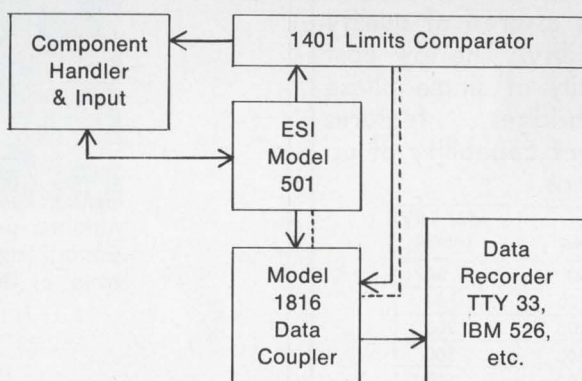 Component
Handler
& Input
1401 Limits Comparator
ESI
Model
501
Model
1816
Data
Coupler
Data
Recorder
TTY 33,
IBM 526,
etc.